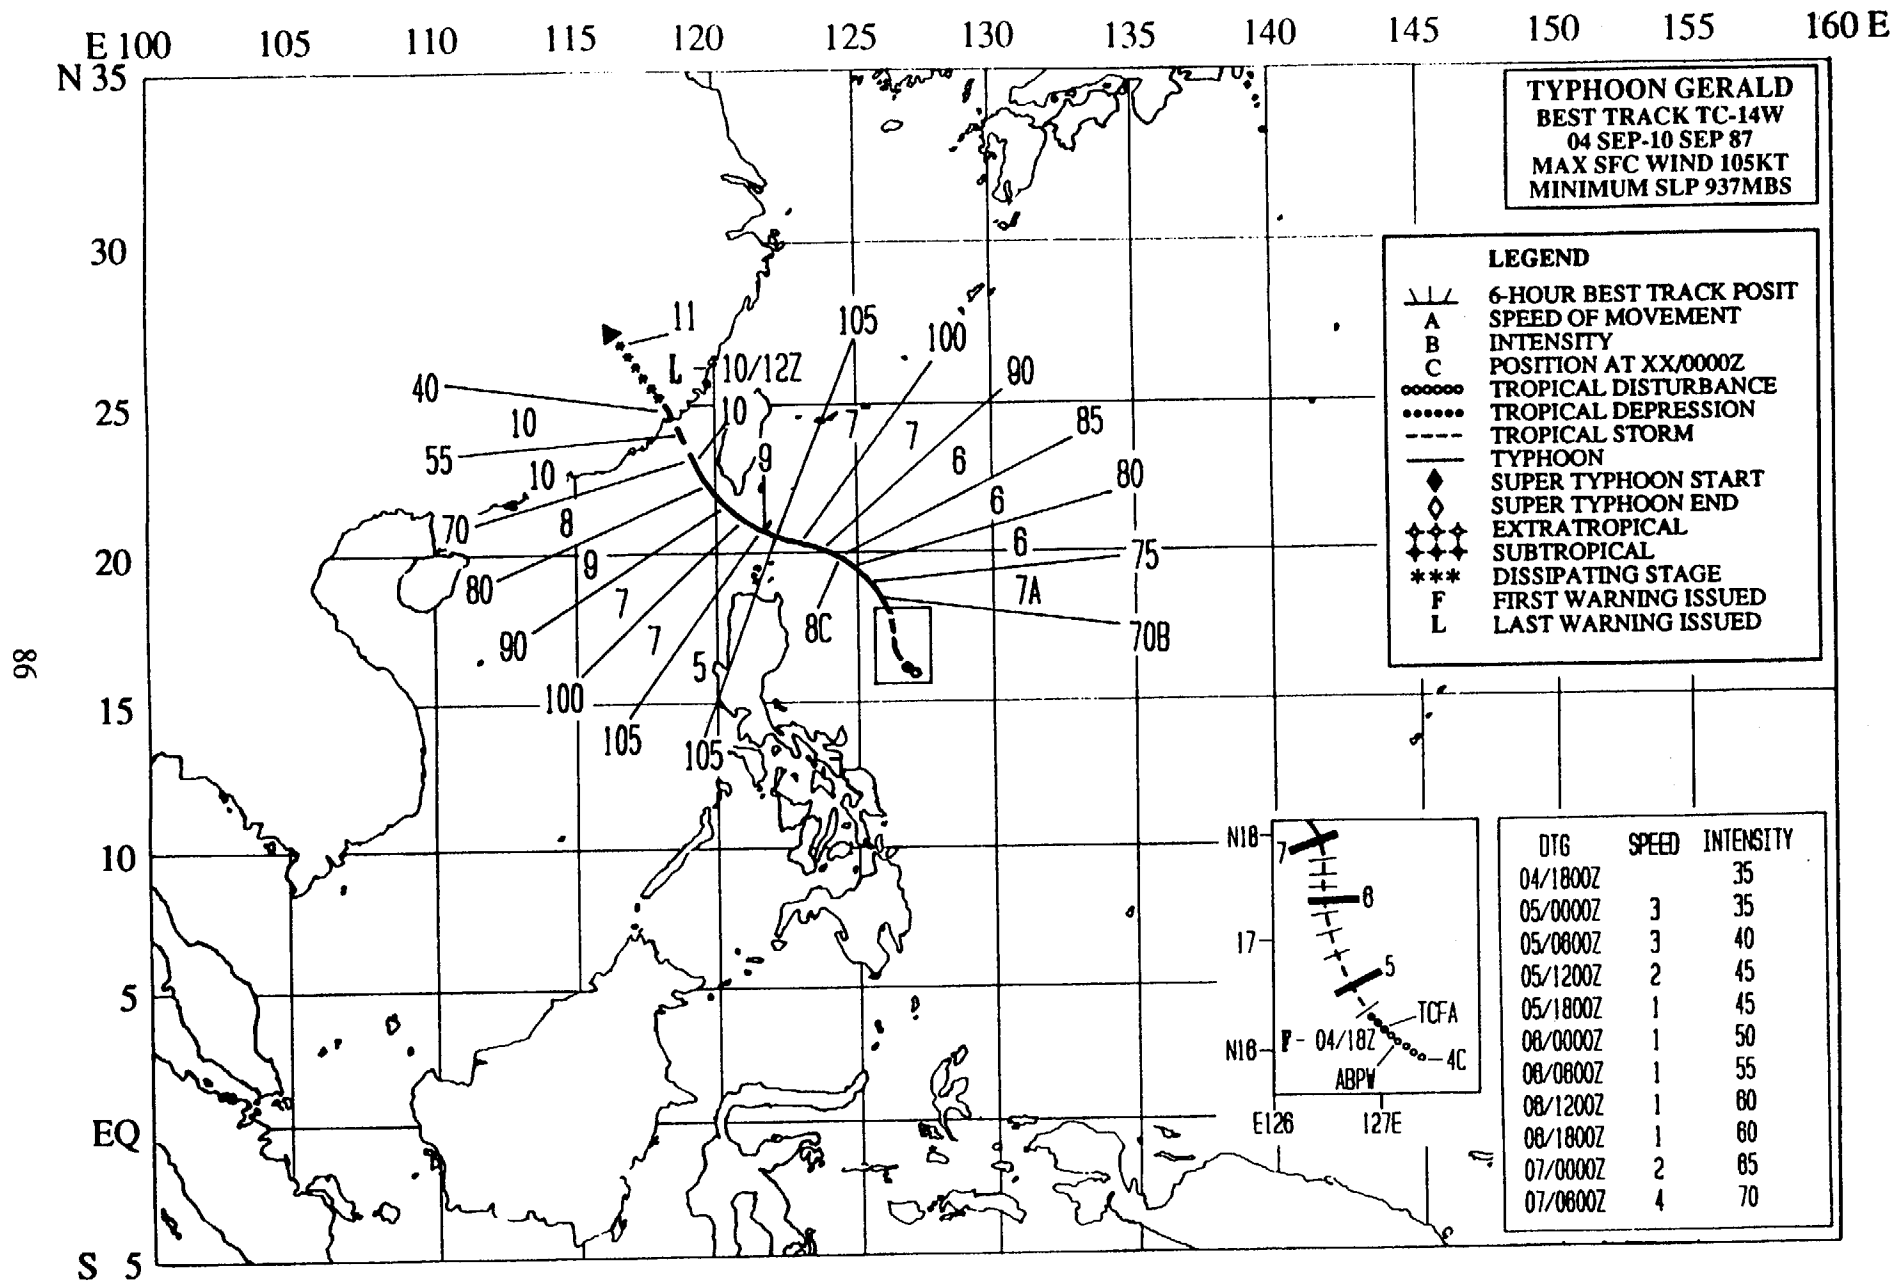 E 100 105 110 115 120 125 130 135 140 145 150 155 160 E
N 35
30
25
20
15
10
5
EQ
S 5
TYPHOON GERALD
BEST TRACK TC-14W
04 SEP-10 SEP 87
MAX SFC WIND 105KT
MINIMUM SLP 937MBS
LEGEND
6-HOUR BEST TRACK POSIT
A SPEED OF MOVEMENT
B INTENSITY
C POSITION AT XX/0000Z
TROPICAL DISTURBANCE
TROPICAL DEPRESSION
TROPICAL STORM
TYPHOON
SUPER TYPHOON START
SUPER TYPHOON END
EXTRATROPICAL
SUBTROPICAL
*** DISSIPATING STAGE
F FIRST WARNING ISSUED
L LAST WARNING ISSUED
11
105
100
L - 10/12Z
90
40
10
10
7
7
85
55
9
6
80
10
6
70
8
6
75
20
9
80
7
7A
8C
70B
90
7
5
100
105
105
98
N18
7
6
17
5
TCFA
F - 04/18Z
N16
4C
ABPW
E126 127E
DTG SPEED INTENSITY
04/1800Z 35
05/0000Z 3 35
05/0600Z 3 40
05/1200Z 2 45
05/1800Z 1 45
06/0000Z 1 50
06/0600Z 1 55
06/1200Z 1 60
06/1800Z 1 60
07/0000Z 2 65
07/0600Z 4 70